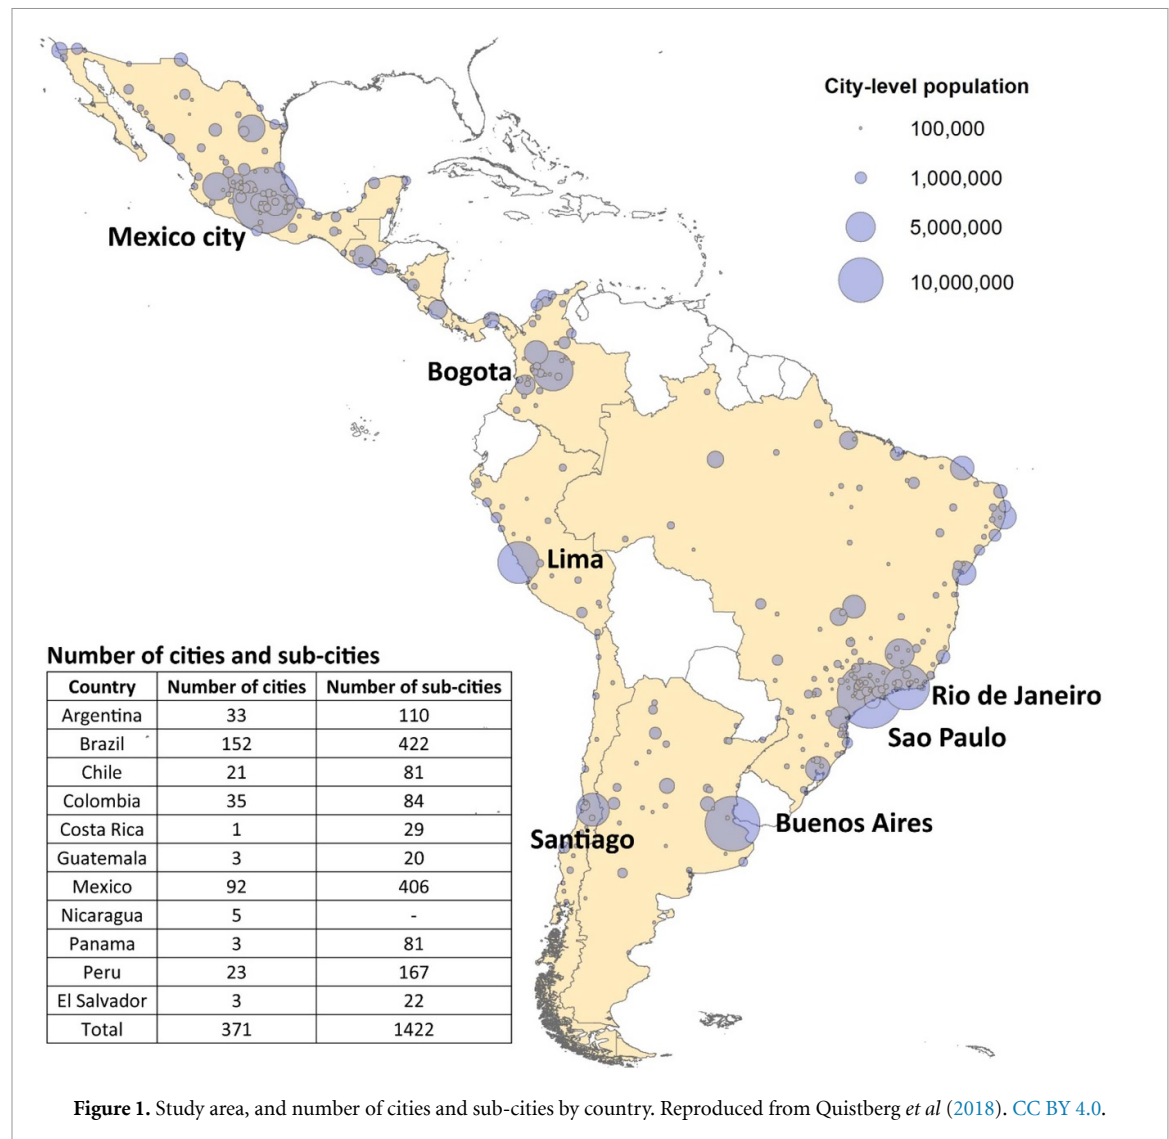 City-level population
100,000
1,000,000
5,000,000
10,000,000
Mexico city
Bogota
Lima
Rio de Janeiro
Sao Paulo
Buenos Aires
Santiago
Number of cities and sub-cities
Country Number of cities Number of sub-cities
Argentina 33 110
Brazil 152 422
Chile 21 81
Colombia 35 84
Costa Rica 1 29
Guatemala 3 20
Mexico 92 406
Nicaragua 5 -
Panama 3 81
Peru 23 167
El Salvador 3 22
Total 371 1422
Figure 1. Study area, and number of cities and sub-cities by country. Reproduced from Quistberg et al (2018). CC BY 4.0.